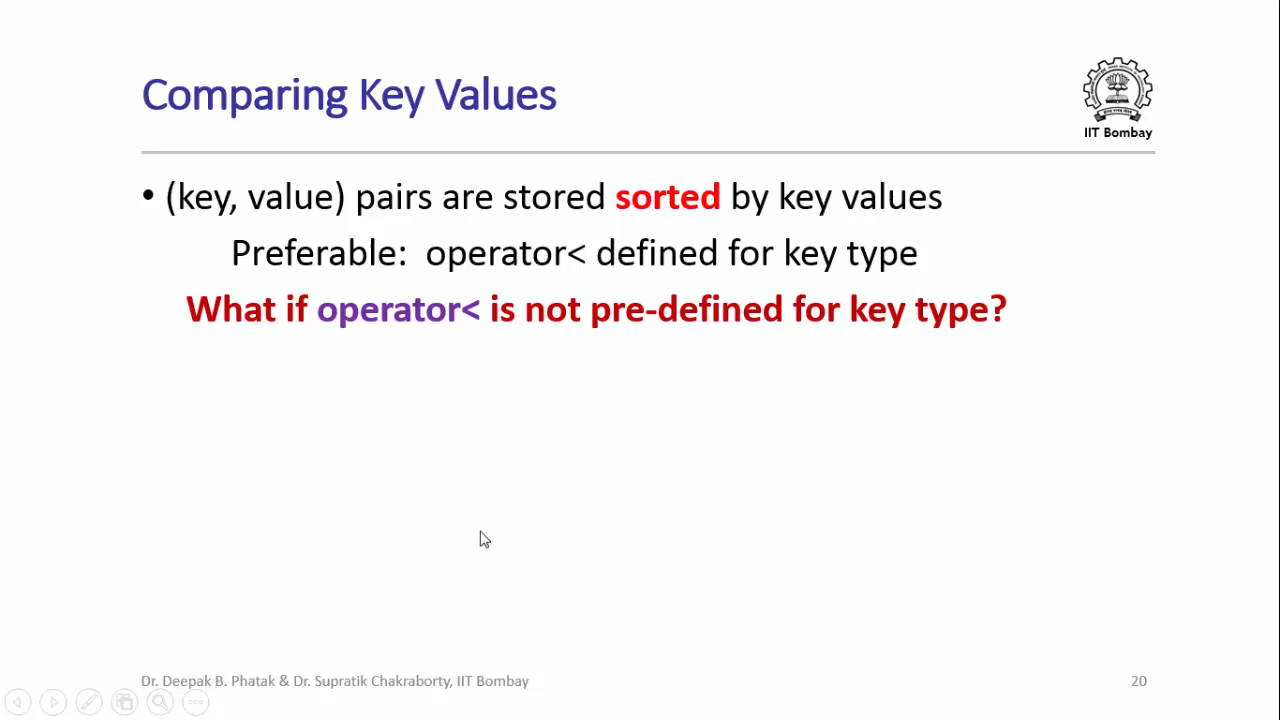 Comparing Key Values
IIT Bombay
• (key, value) pairs are stored sorted by key values
Preferable: operator< defined for key type
What if operator< is not pre-defined for key type?
Dr. Deepak B. Phatak & Dr. Supratik Chakraborty, IIT Bombay
20